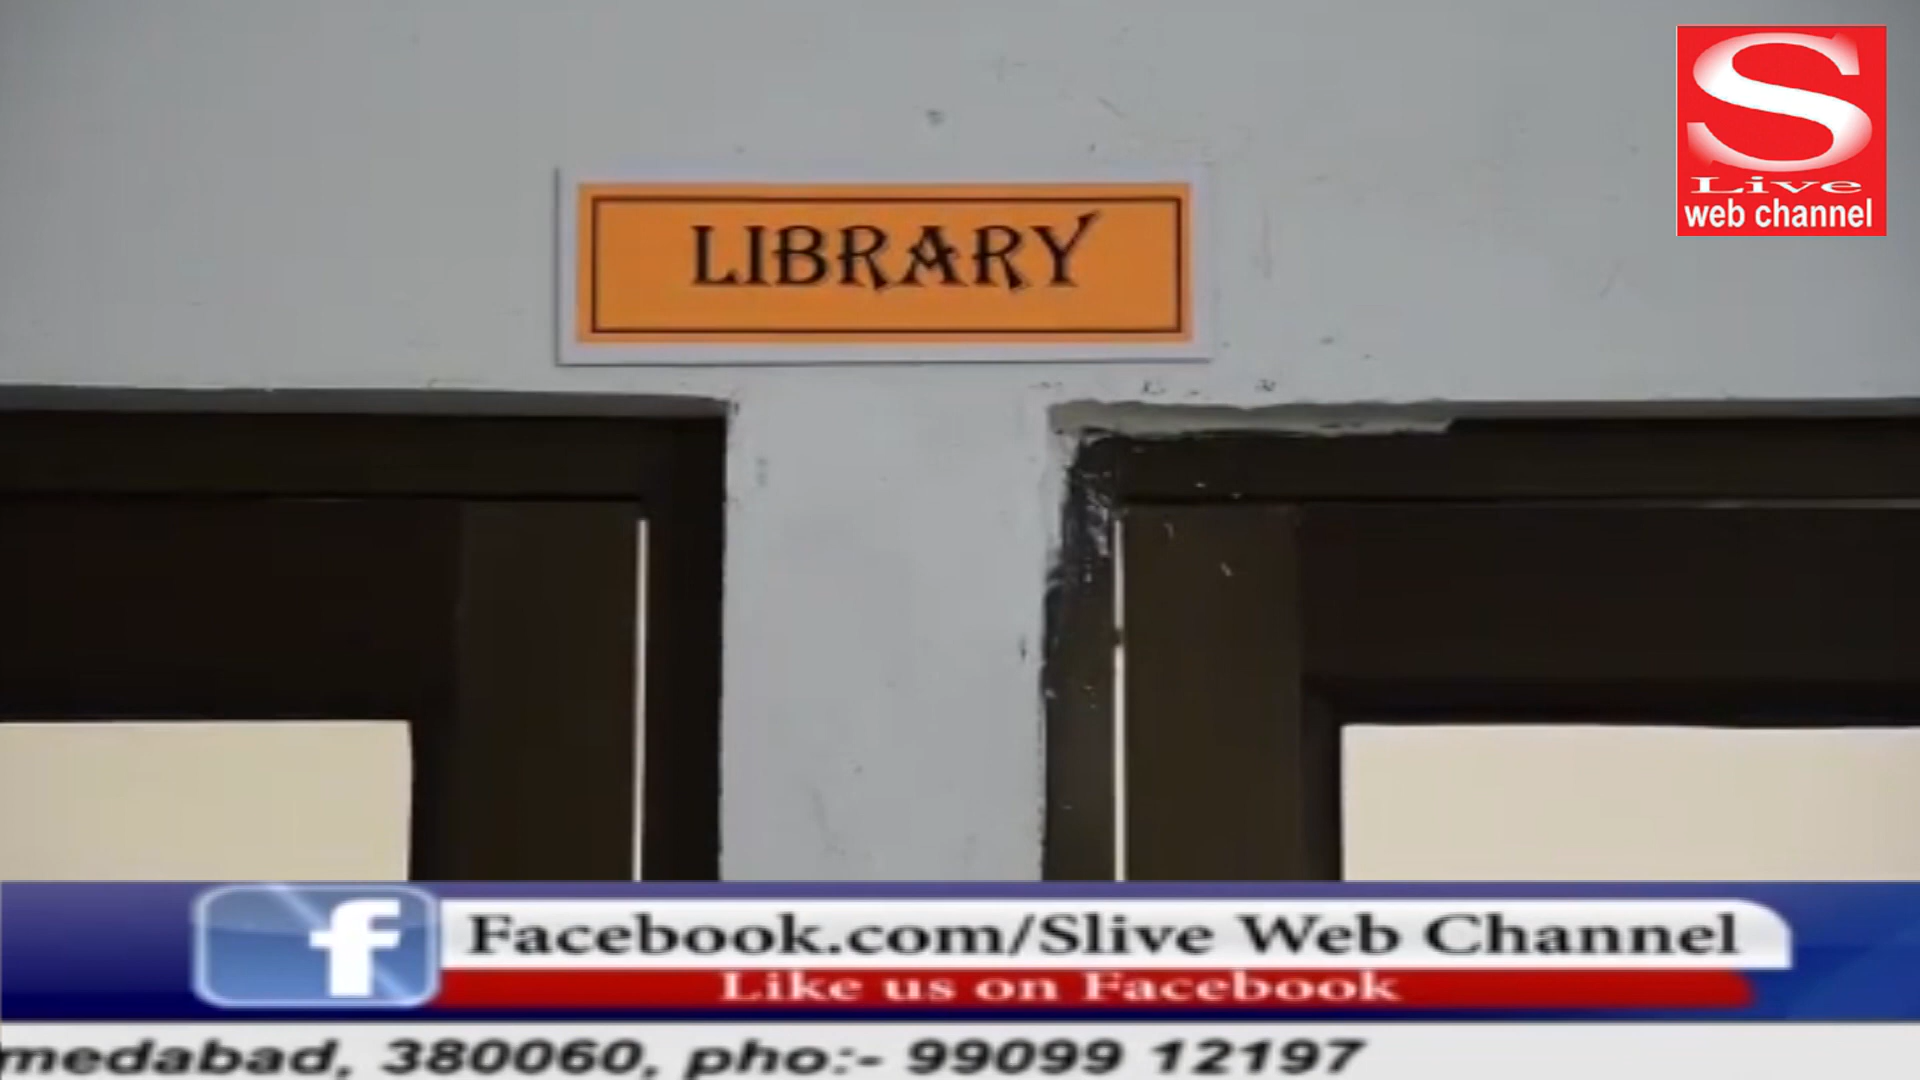 S
Live
web channel
LIBRARY
Facebook.com/Slive Web Channel
Like us on Facebook
medabad, 380060, pho:- 99099 12197